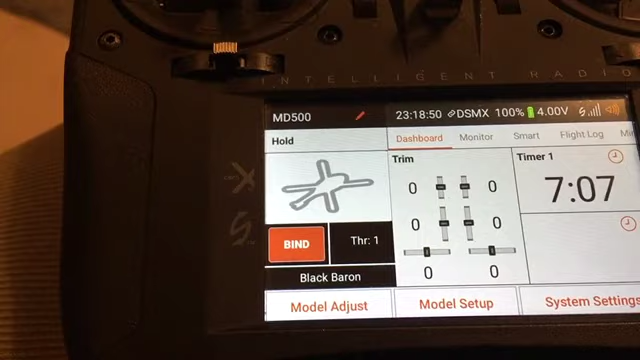 INTELLIGENT RADIO
MD500
23:18:50 DSMX 100% 4.00V
Hold
Dashboard Monitor Smart Flight Log
Trim
Timer 1
0 0
7:07
0 0
BIND
Thr: 1
0 0
Black Baron
Model Adjust
Model Setup
System Settings